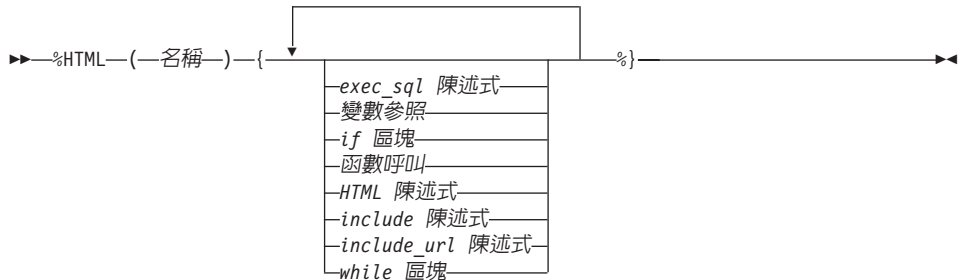 %HTML ( 名稱 ) { %}
exec_sql 陳述式
變數參照
if 區塊
函數呼叫
HTML 陳述式
include 陳述式
include_url 陳述式
while 區塊